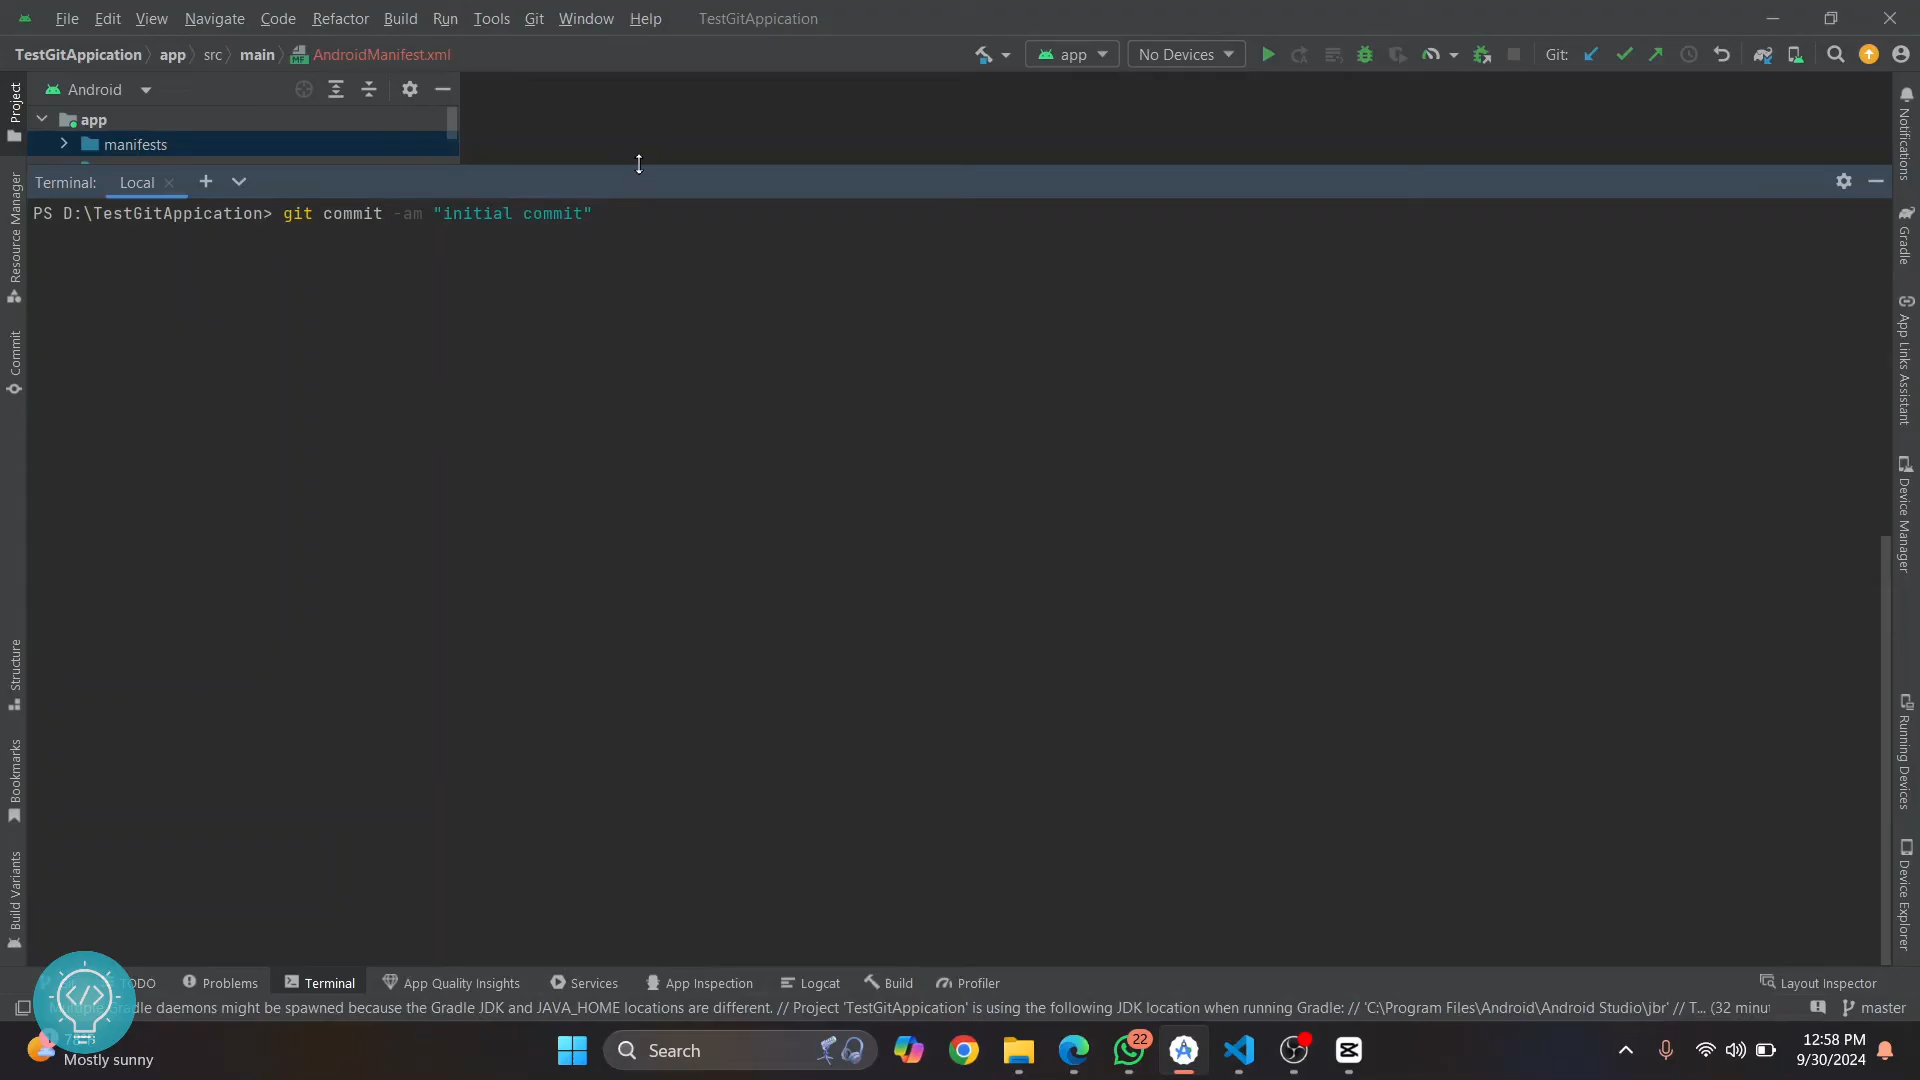 File Edit View Navigate Code Refactor Build Run Tools Git Window Help TestGitAppication
TestGitAppication app src main AndroidManifest.xml app No Devices Git:
Project
Android
app
manifests
Terminal: Local
PS D:\TestGitAppication> git commit -am "initial commit"
Resource Manager
Commit
Structure
Bookmarks
Build Variants
Notifications
Gradle
App Links Assistant
Device Manager
Running Devices
Device Explorer
TODO Problems Terminal App Quality Insights Services App Inspection Logcat Build Profiler Layout Inspector
Gradle daemons might be spawned because the Gradle JDK and JAVA_HOME locations are different. // Project 'TestGitAppication' is using the following JDK location when running Gradle: // 'C:\Program Files\Android\Android Studio\jbr' // T... (32 minut master
Mostly sunny
Search
22
12:58 PM
9/30/2024